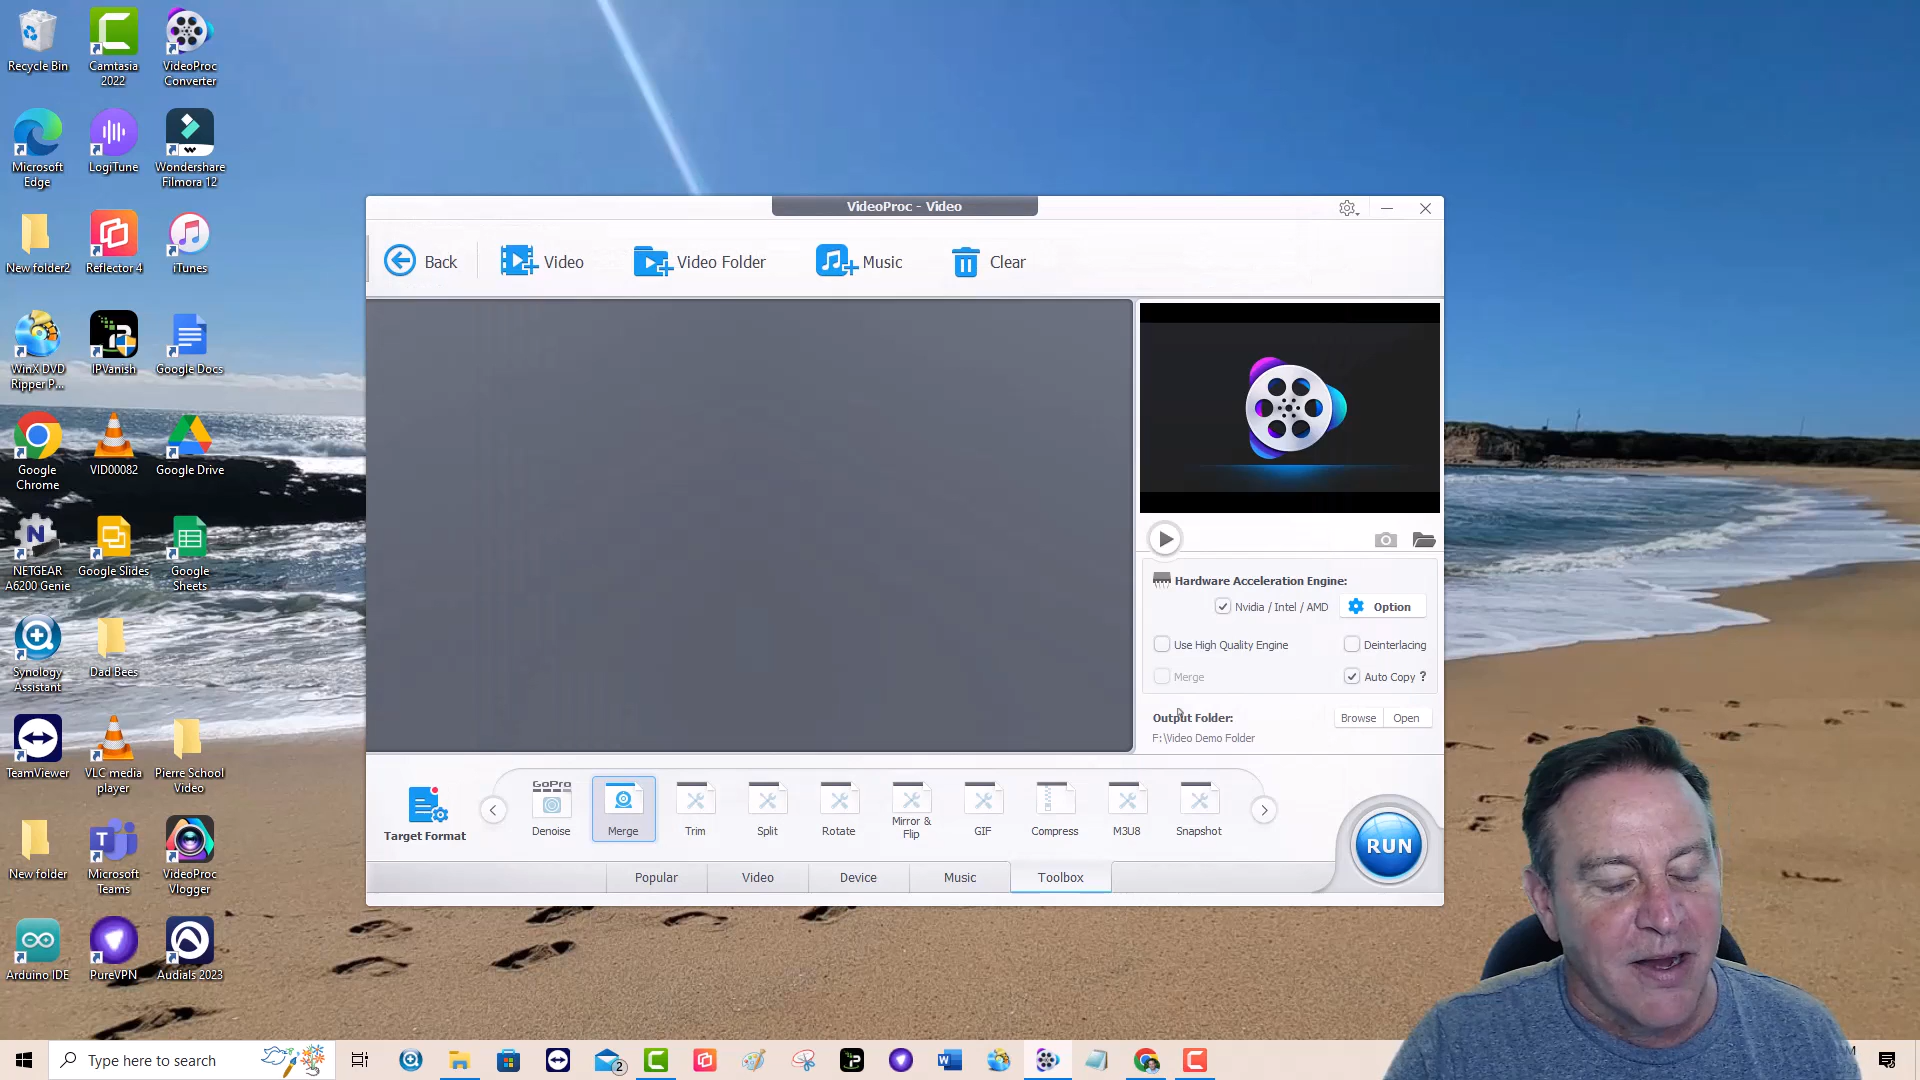 Recycle Bin
Camtasia
2022
VideoProc
Converter
Microsoft
Edge
LogiTune
Wondershare
Filmora 12
New folder2
Reflector 4
iTunes
WinX DVD
Ripper P...
IPVanish
Google Docs
Google
Chrome
VID00082
Google Drive
NETGEAR
A6200 Genie
Google Slides
Google
Sheets
Synology
Assistant
Dad Bees
TeamViewer
VLC media
player
Pierre School
Video
New folder
Microsoft
Teams
VideoProc
Vlogger
Arduino IDE
PureVPN
Audials 2023
VideoProc - Video
Back
Video
Video Folder
Music
Clear
Hardware Acceleration Engine:
Nvidia / Intel / AMD
Option
Use High Quality Engine
Deinterlacing
Merge
Auto Copy ?
Output Folder:
Browse
Open
F:\Video Demo Folder
Target Format
GoPro
Denoise
Merge
Trim
Split
Rotate
Mirror &
Flip
GIF
Compress
M3U8
Snapshot
RUN
Popular
Video
Device
Music
Toolbox
Type here to search
2